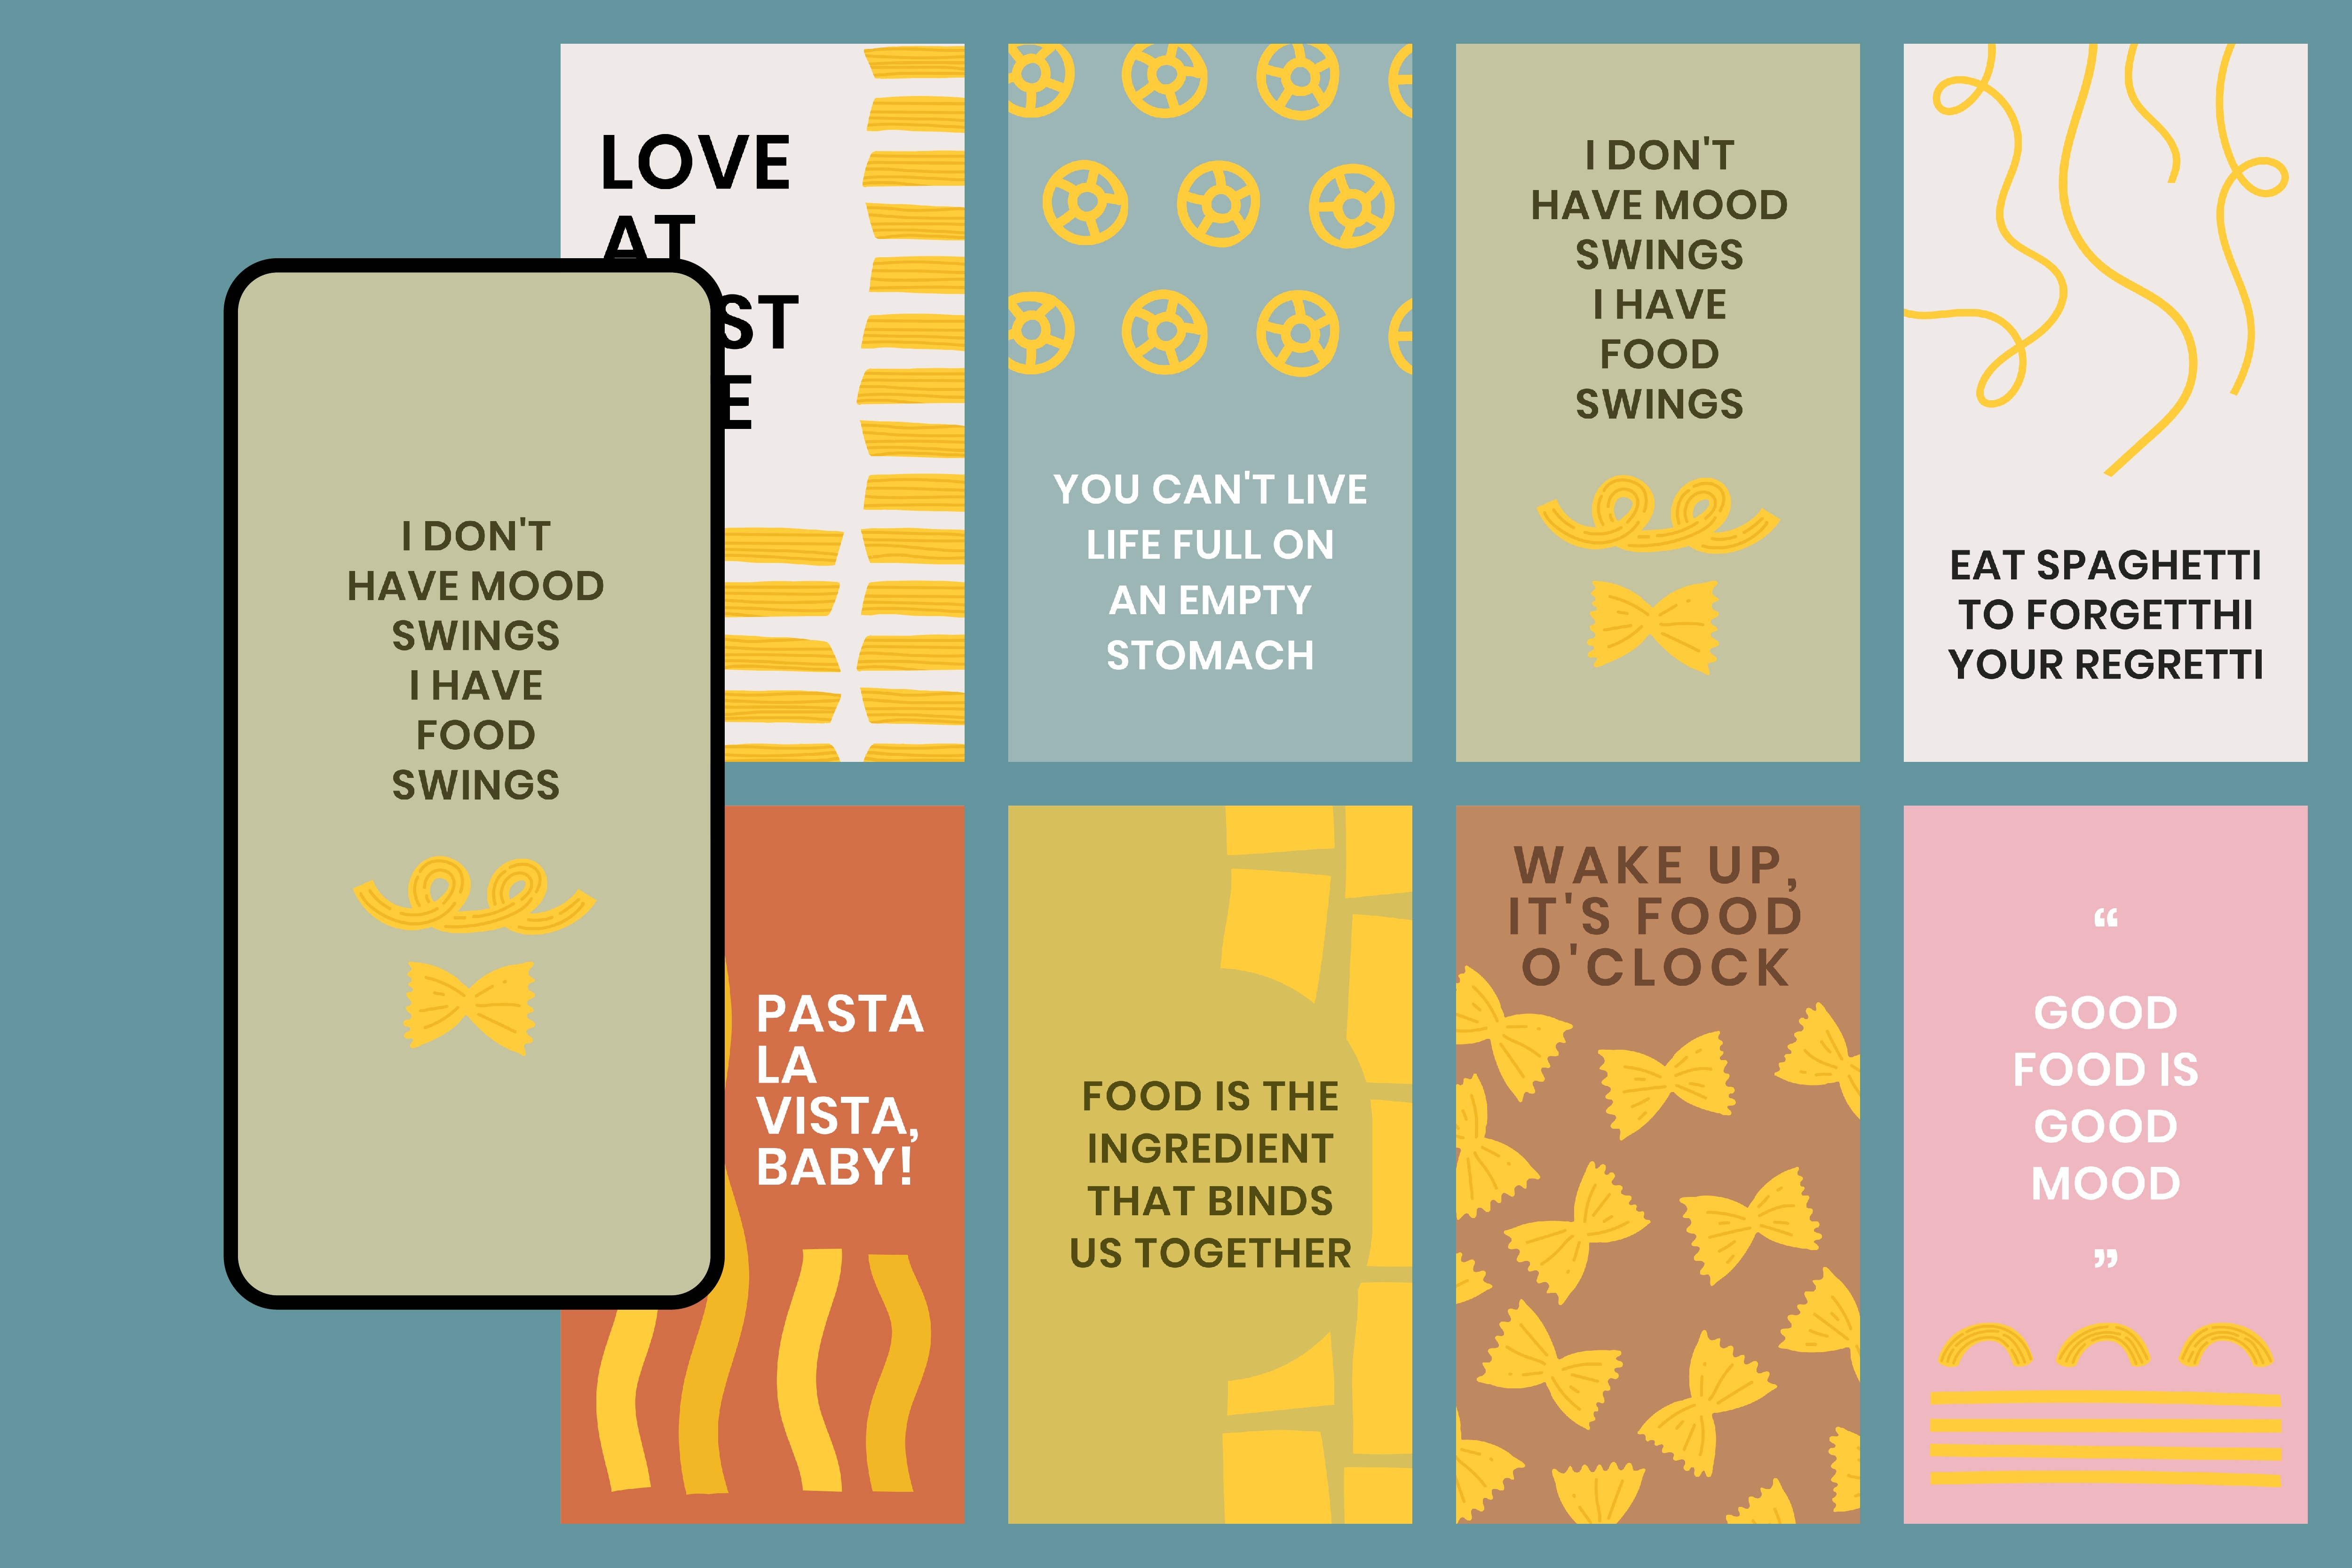 LOVE
AT
ST
E
YOU CAN'T LIVE
LIFE FULL ON
AN EMPTY
STOMACH
I DON'T
HAVE MOOD
SWINGS
I HAVE
FOOD
SWINGS
EAT SPAGHETTI
TO FORGETTHI
YOUR REGRETTI
I DON'T
HAVE MOOD
SWINGS
I HAVE
FOOD
SWINGS
PASTA
LA
VISTA,
BABY!
FOOD IS THE
INGREDIENT
THAT BINDS
US TOGETHER
WAKE UP,
IT'S FOOD
O'CLOCK
“
GOOD
FOOD IS
GOOD
MOOD
”